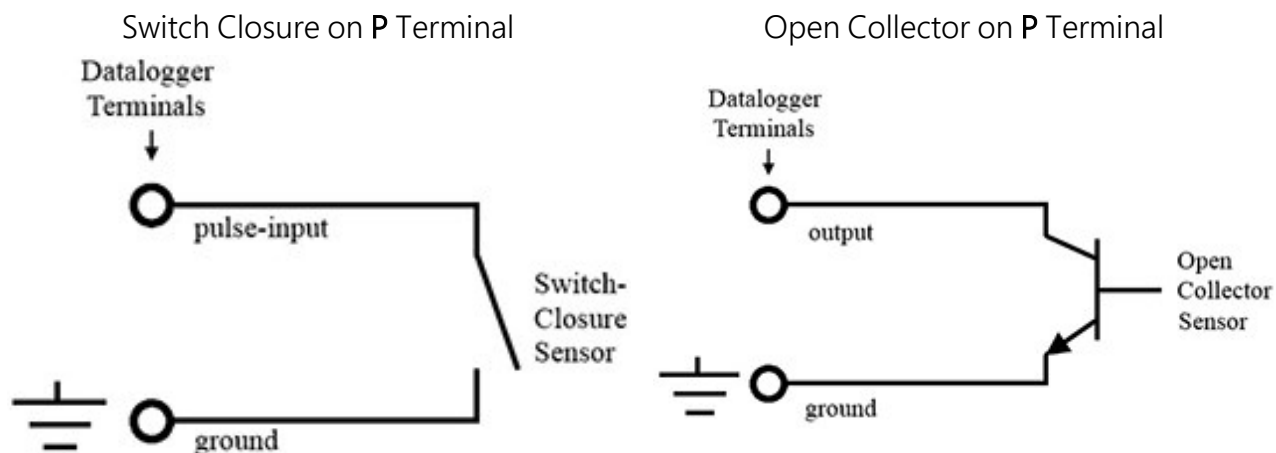 Switch Closure on P Terminal
Datalogger
Terminals
pulse-input
Switch-
Closure
Sensor
ground
Open Collector on P Terminal
Datalogger
Terminals
output
Open
Collector
Sensor
ground